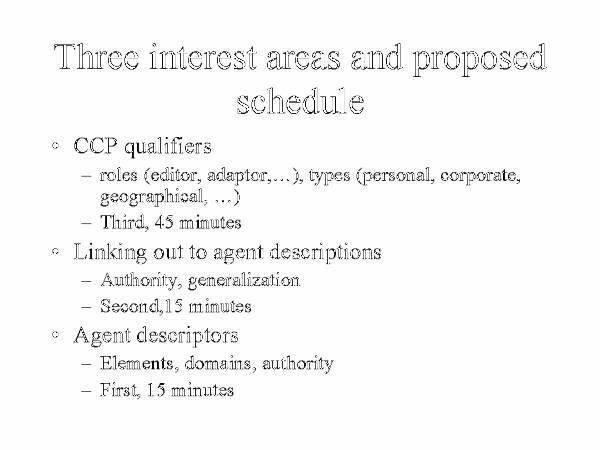 Three interest areas and proposed
schedule
◦ CCP qualifiers
– roles (editor, adaptor,…), types (personal, corporate,
geographical, …)
– Third, 45 minutes
◦ Linking out to agent descriptions
– Authority, generalization
– Second,15 minutes
◦ Agent descriptors
– Elements, domains, authority
– First, 15 minutes